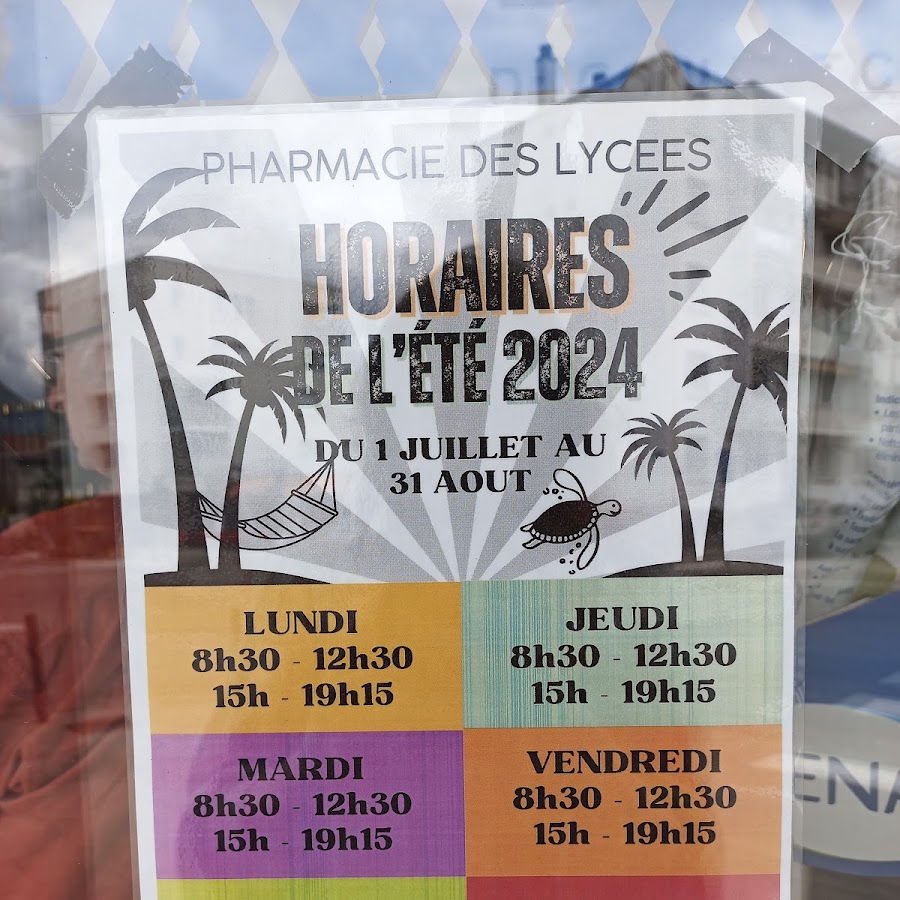 PHARMACIE DES LYCEES
HORAIRES
DE L'ÉTÉ 2024
DU 1 JUILLET AU
31 AOUT
LUNDI
8h30 - 12h30
15h - 19h15
JEUDI
8h30 - 12h30
15h - 19h15
MARDI
8h30 - 12h30
15h - 19h15
VENDREDI
8h30 - 12h30
15h - 19h15
ENA